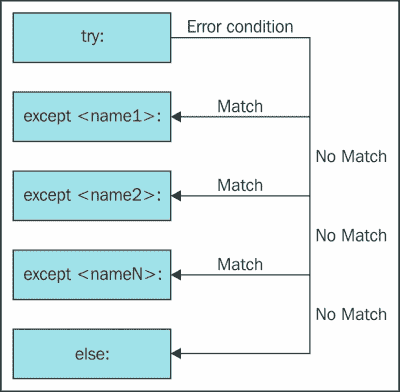 try:
Error condition
except <name1>:
Match
No Match
except <name2>:
Match
No Match
except <nameN>:
Match
No Match
else: